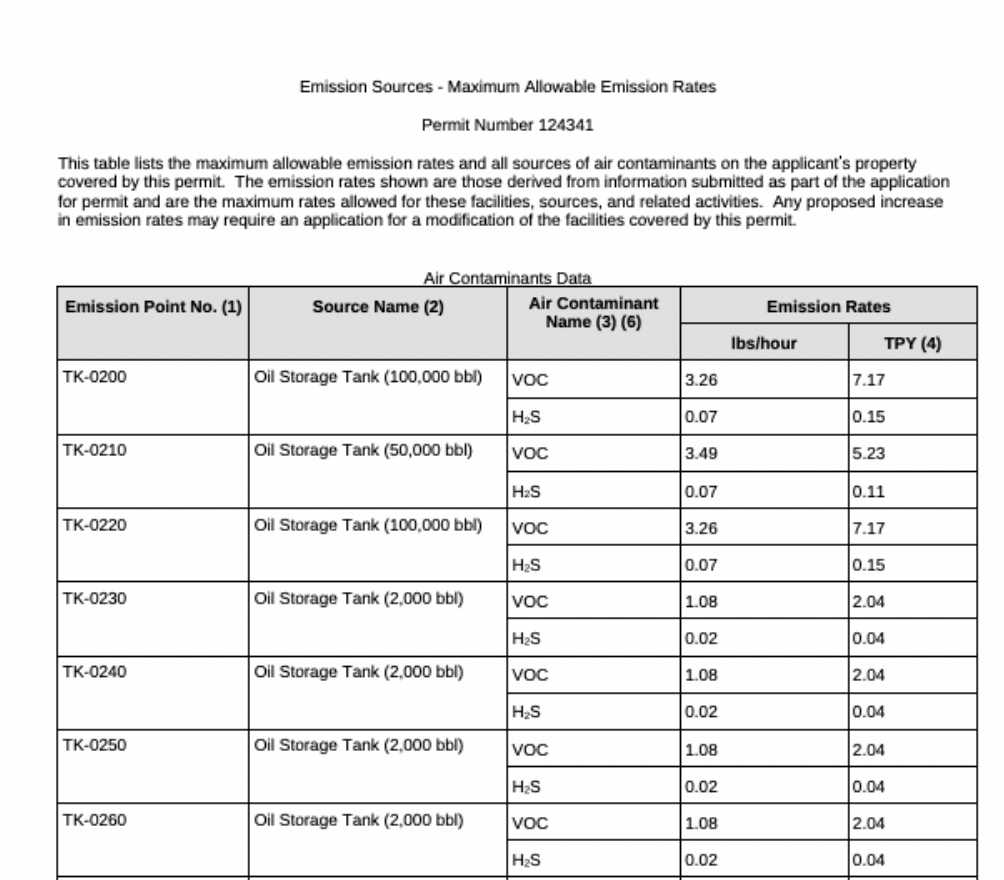 Emission Sources - Maximum Allowable Emission Rates
Permit Number 124341
This table lists the maximum allowable emission rates and all sources of air contaminants on the applicant's property
covered by this permit.  The emission rates shown are those derived from information submitted as part of the application
for permit and are the maximum rates allowed for these facilities, sources, and related activities.  Any proposed increase
in emission rates may require an application for a modification of the facilities covered by this permit.
Air Contaminants Data
Emission Point No. (1) Source Name (2) Air Contaminant Name (3) (6) Emission Rates
lbs/hour TPY (4)
TK-0200 Oil Storage Tank (100,000 bbl) VOC 3.26 7.17
H₂S 0.07 0.15
TK-0210 Oil Storage Tank (50,000 bbl) VOC 3.49 5.23
H₂S 0.07 0.11
TK-0220 Oil Storage Tank (100,000 bbl) VOC 3.26 7.17
H₂S 0.07 0.15
TK-0230 Oil Storage Tank (2,000 bbl) VOC 1.08 2.04
H₂S 0.02 0.04
TK-0240 Oil Storage Tank (2,000 bbl) VOC 1.08 2.04
H₂S 0.02 0.04
TK-0250 Oil Storage Tank (2,000 bbl) VOC 1.08 2.04
H₂S 0.02 0.04
TK-0260 Oil Storage Tank (2,000 bbl) VOC 1.08 2.04
H₂S 0.02 0.04